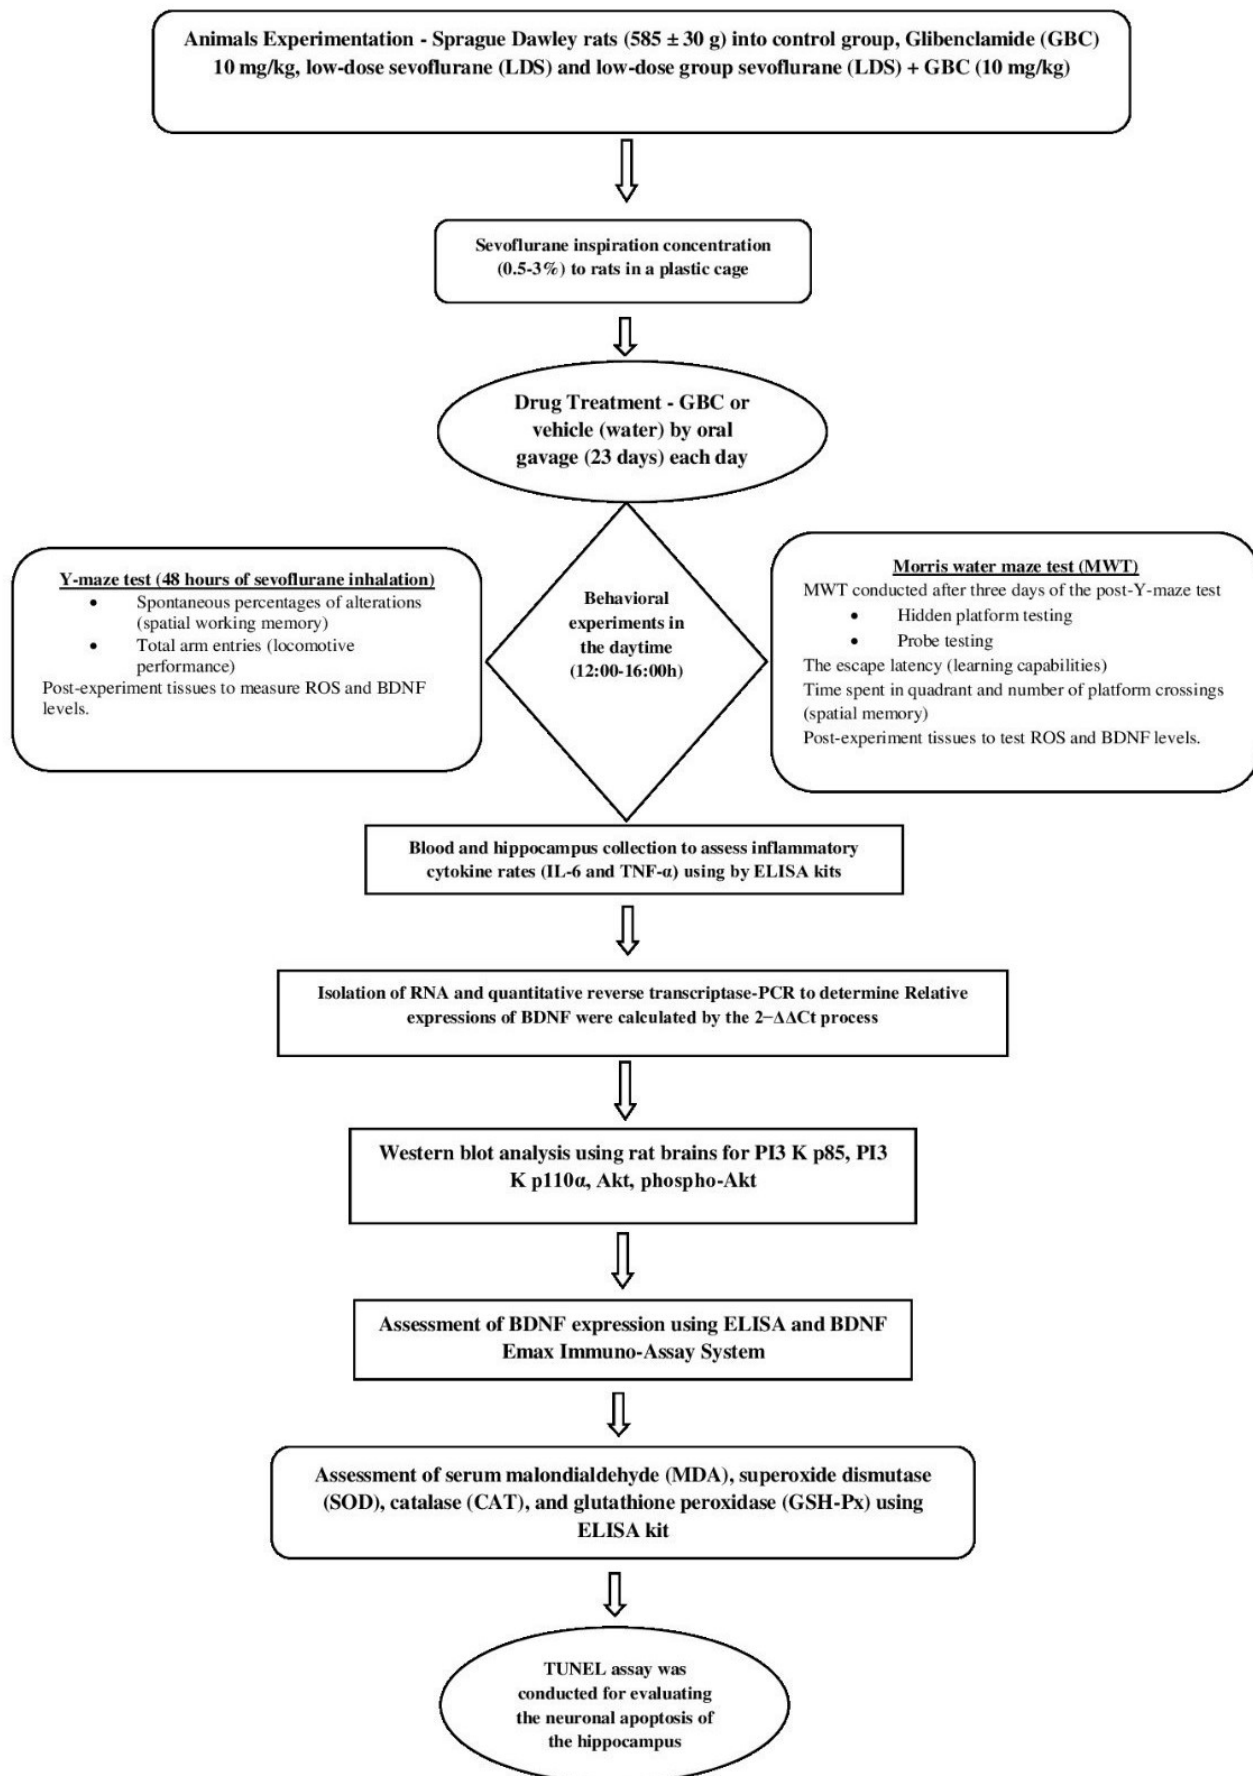 Animals Experimentation - Sprague Dawley rats (585 ± 30 g) into control group, Glibenclamide (GBC)
10 mg/kg, low-dose sevoflurane (LDS) and low-dose group sevoflurane (LDS) + GBC (10 mg/kg)
Sevoflurane inspiration concentration
(0.5-3%) to rats in a plastic cage
Drug Treatment - GBC or
vehicle (water) by oral
gavage (23 days) each day
Y-maze test (48 hours of sevoflurane inhalation)
• Spontaneous percentages of alterations
(spatial working memory)
• Total arm entries (locomotive
performance)
Post-experiment tissues to measure ROS and BDNF
levels.
Behavioral
experiments in
the daytime
(12:00-16:00h)
Morris water maze test (MWT)
MWT conducted after three days of the post-Y-maze test
• Hidden platform testing
• Probe testing
The escape latency (learning capabilities)
Time spent in quadrant and number of platform crossings
(spatial memory)
Post-experiment tissues to test ROS and BDNF levels.
Blood and hippocampus collection to assess inflammatory
cytokine rates (IL-6 and TNF-α) using by ELISA kits
Isolation of RNA and quantitative reverse transcriptase-PCR to determine Relative
expressions of BDNF were calculated by the 2−ΔΔCt process
Western blot analysis using rat brains for PI3 K p85, PI3
K p110α, Akt, phospho-Akt
Assessment of BDNF expression using ELISA and BDNF
Emax Immuno-Assay System
Assessment of serum malondialdehyde (MDA), superoxide dismutase
(SOD), catalase (CAT), and glutathione peroxidase (GSH-Px) using
ELISA kit
TUNEL assay was
conducted for evaluating
the neuronal apoptosis of
the hippocampus